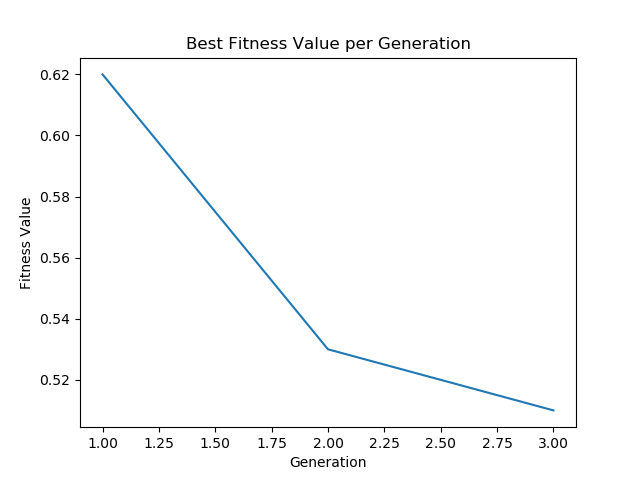 Best Fitness Value per Generation
0.62
0.60
0.58
0.56
0.54
0.52
Fitness Value
1.00 1.25 1.50 1.75 2.00 2.25 2.50 2.75 3.00
Generation